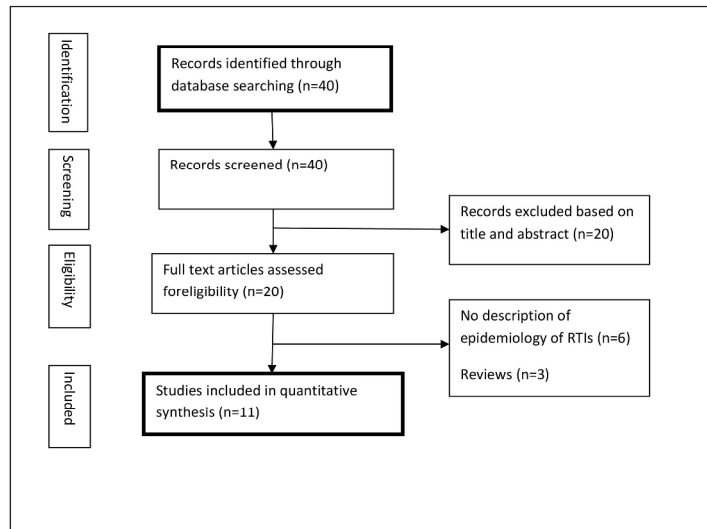 Identification
Records identified through
database searching (n=40)
Screening
Records screened (n=40)
Records excluded based on
title and abstract (n=20)
Eligibility
Full text articles assessed
foreligibility (n=20)
No description of
epidemiology of RTIs (n=6)
Reviews (n=3)
Included
Studies included in quantitative
synthesis (n=11)